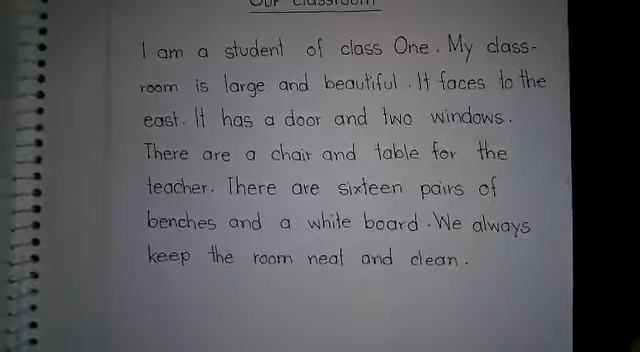 Our Classroom
I am a student of class One. My class-
room is large and beautiful. It faces to the
east. It has a door and two windows.
There are a chair and table for the
teacher. There are sixteen pairs of
benches and a white board. We always
keep the room neat and clean.